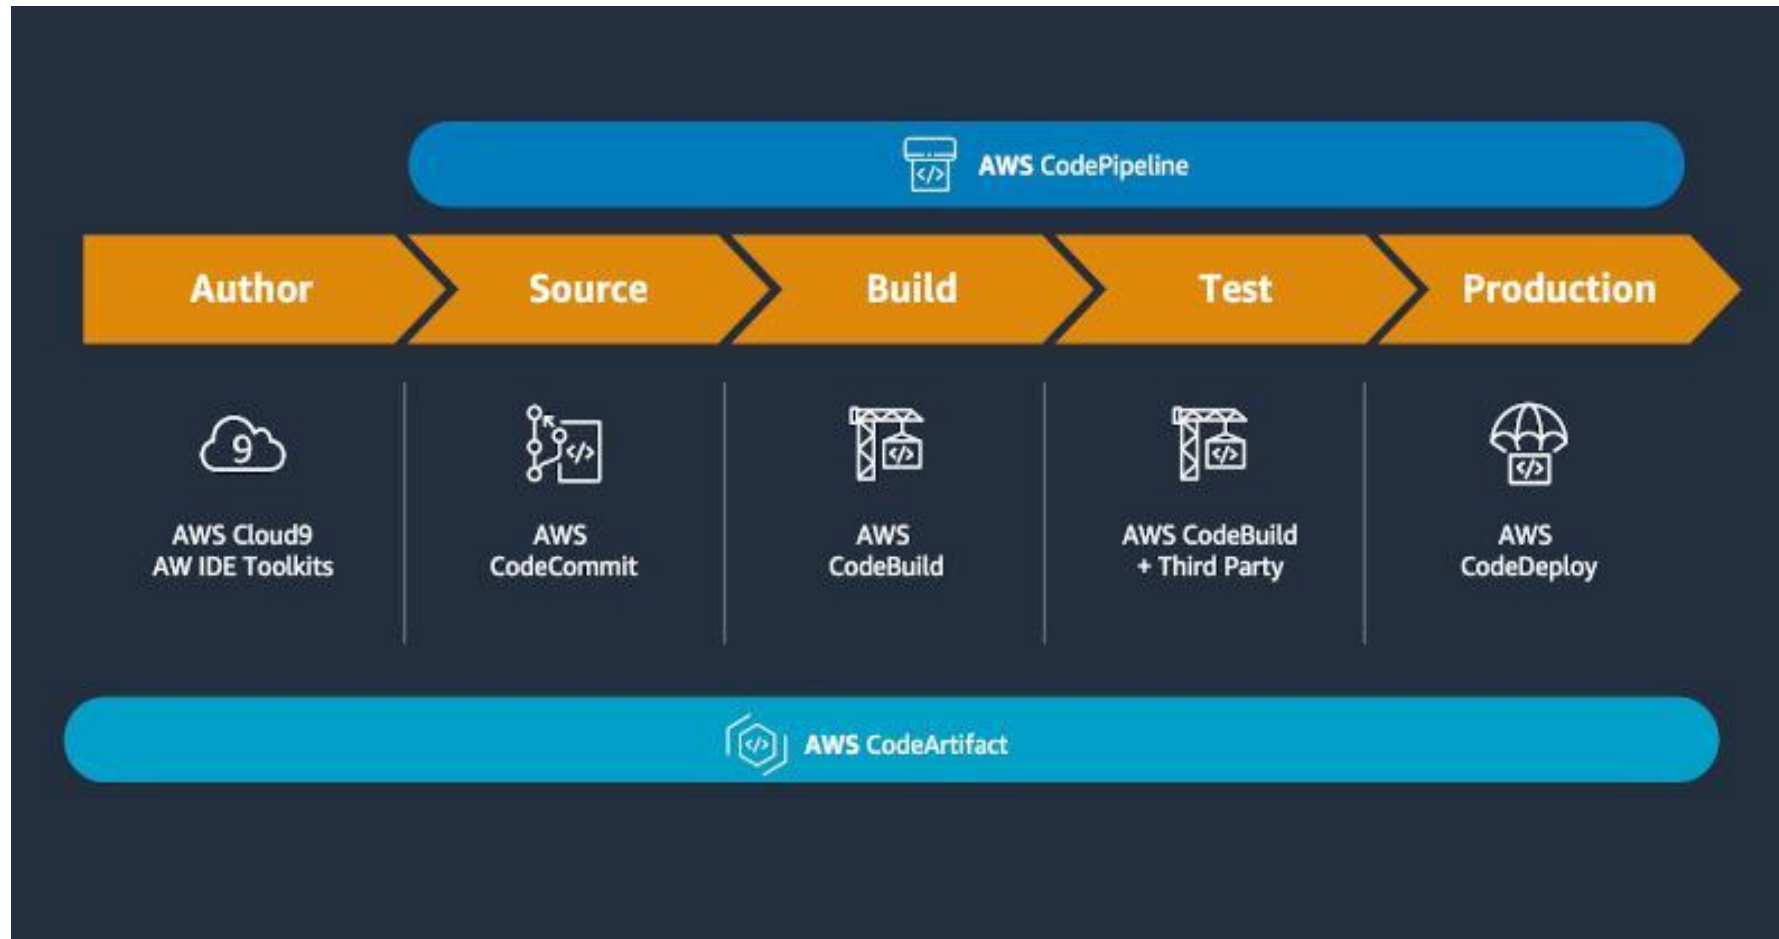 AWS CodePipeline
Author
Source
Build
Test
Production
9
</>
</>
</>
</>
AWS Cloud9
AW IDE Toolkits
AWS
CodeCommit
AWS
CodeBuild
AWS CodeBuild
+ Third Party
AWS
CodeDeploy
AWS CodeArtifact